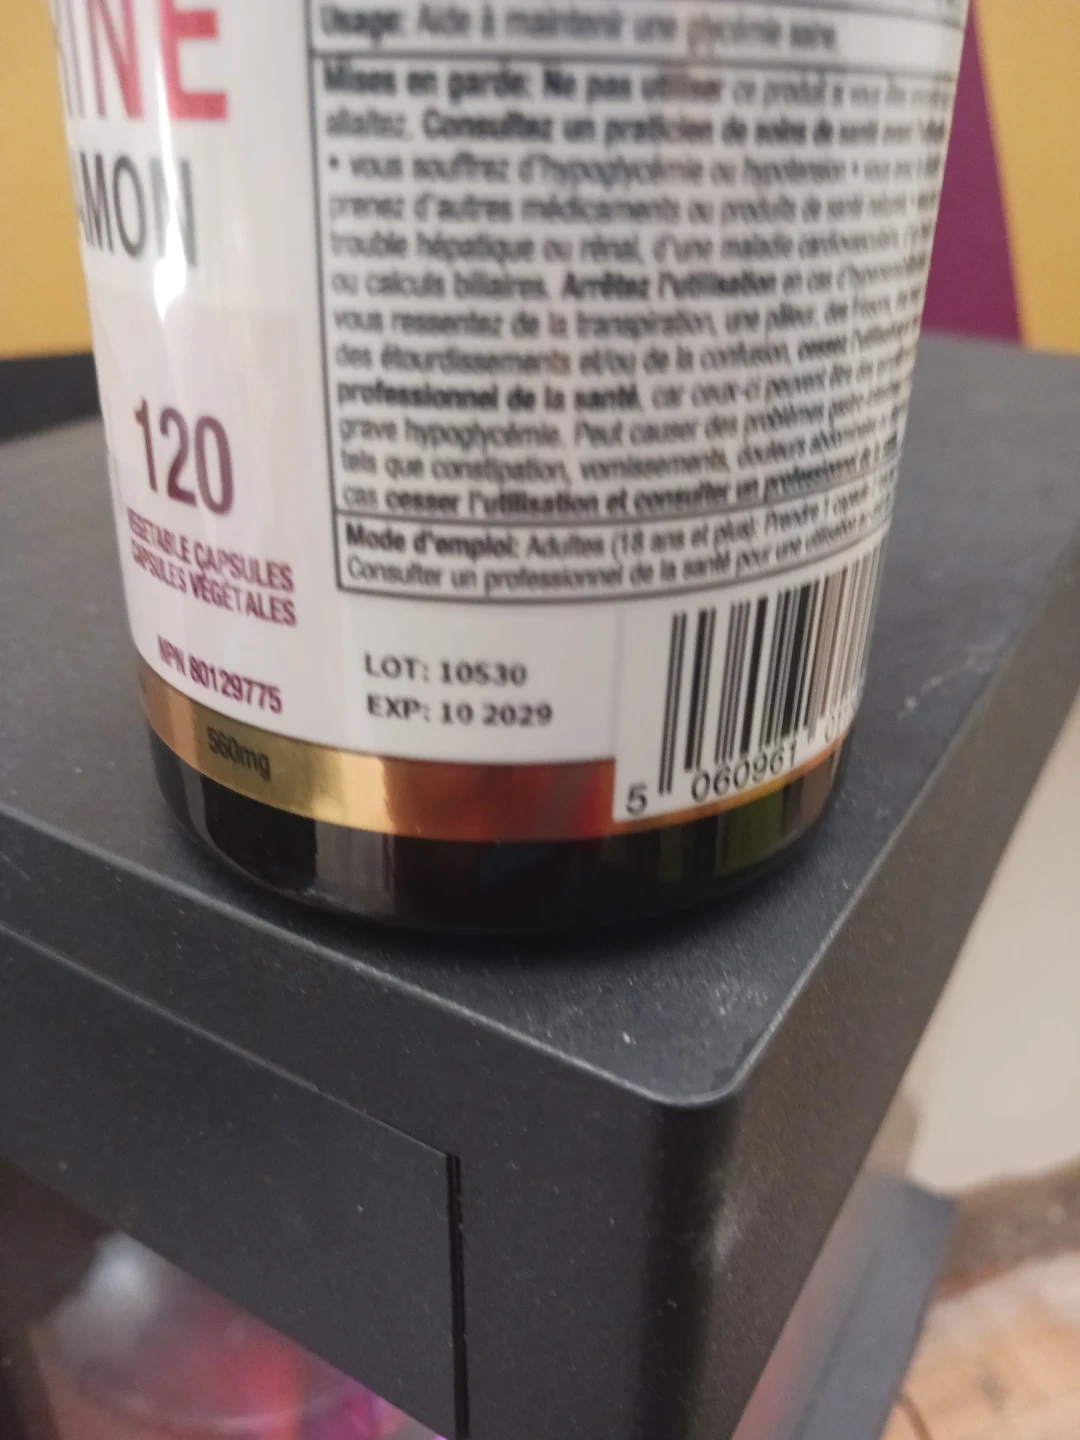 Usage: Aide à maintenir une glycémie saine.
Mises en garde: Ne pas utiliser ce produit si vous êtes
allaitez. Consultez un praticien de soins de santé avant
• vous souffrez d'hypoglycémie ou hypotension • vous
prenez d'autres médicaments ou produits de santé
trouble hépatique ou rénal, d'une maladie cardiovasculaire,
ou calculs biliaires. Arrêtez l'utilisation en cas
vous ressentez de la transpiration, une pâleur, des frissons,
des étourdissements et/ou de la confusion, cessez
professionnel de la santé, car ceux-ci peuvent être des
grave hypoglycémie. Peut causer des problèmes
tels que constipation, vomissements, douleurs
cas cesser l'utilisation et consulter un professionnel de la
Mode d'emploi: Adultes (18 ans et plus): Prendre 1
Consulter un professionnel de la santé pour une utilisation
INE
AMON
120
VEGETABLE CAPSULES
CAPSULES VÉGÉTALES
NPN 80129775
560mg
LOT: 10530
EXP: 10 2029
5 060961